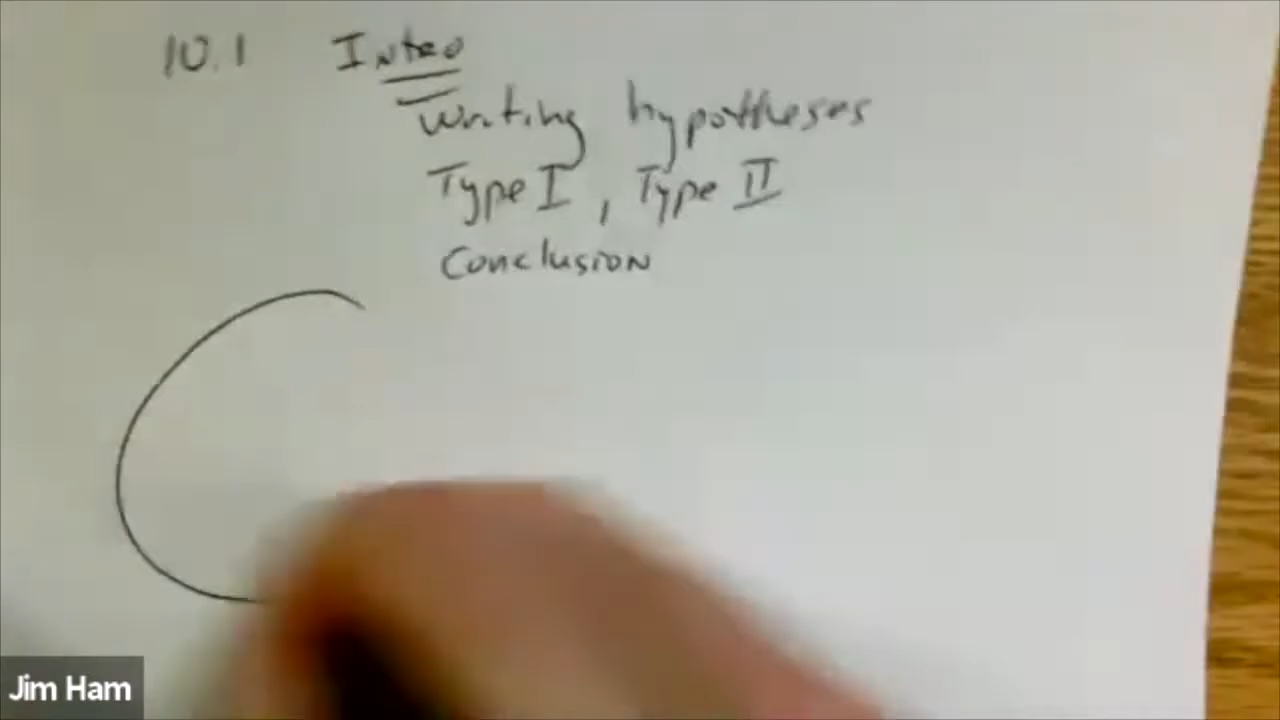 10.1 Intro
Writing hypotheses
Type I, Type II
Conclusion
Jim Ham